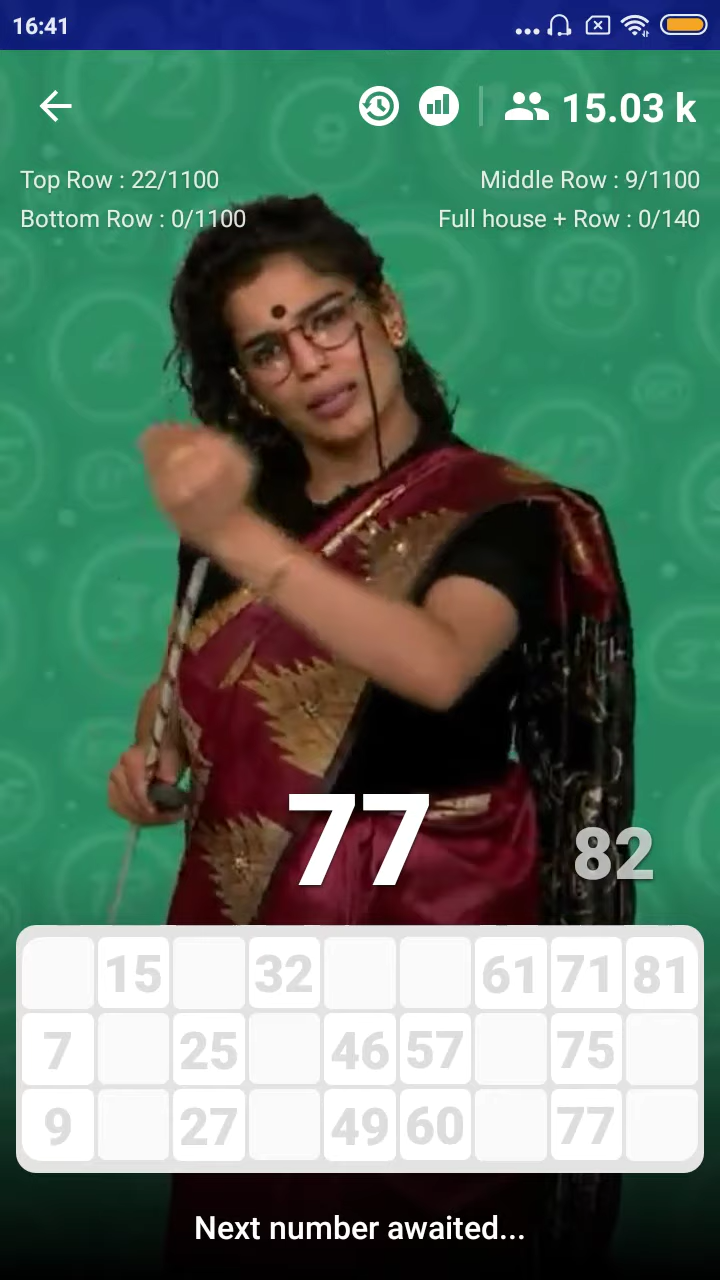 16:41
15.03 k
Top Row : 22/1100
Middle Row : 9/1100
Bottom Row : 0/1100
Full house + Row : 0/140
77
82
15 32 61 71 81
7 25 46 57 75
9 27 49 60 77
Next number awaited...